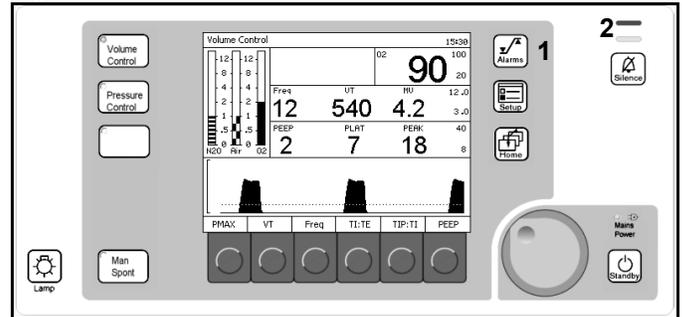 Volume Control
15:30
Volume
Control
Pressure
Control
Man
Spont
Lamp
12 12
8 8
4 4
2 2
1 1
.5 .5
0 0
N2O Air O2
O2
90
100
20
Freq VT MV
12 540 4.2
12.0
3.0
PEEP PLAT PEAK
2 7 18
40
8
PMAX VT Freq TI:TE TIP:TI PEEP
Alarms
1
Setup
Home
2
Silence
Mains
Power
Standby